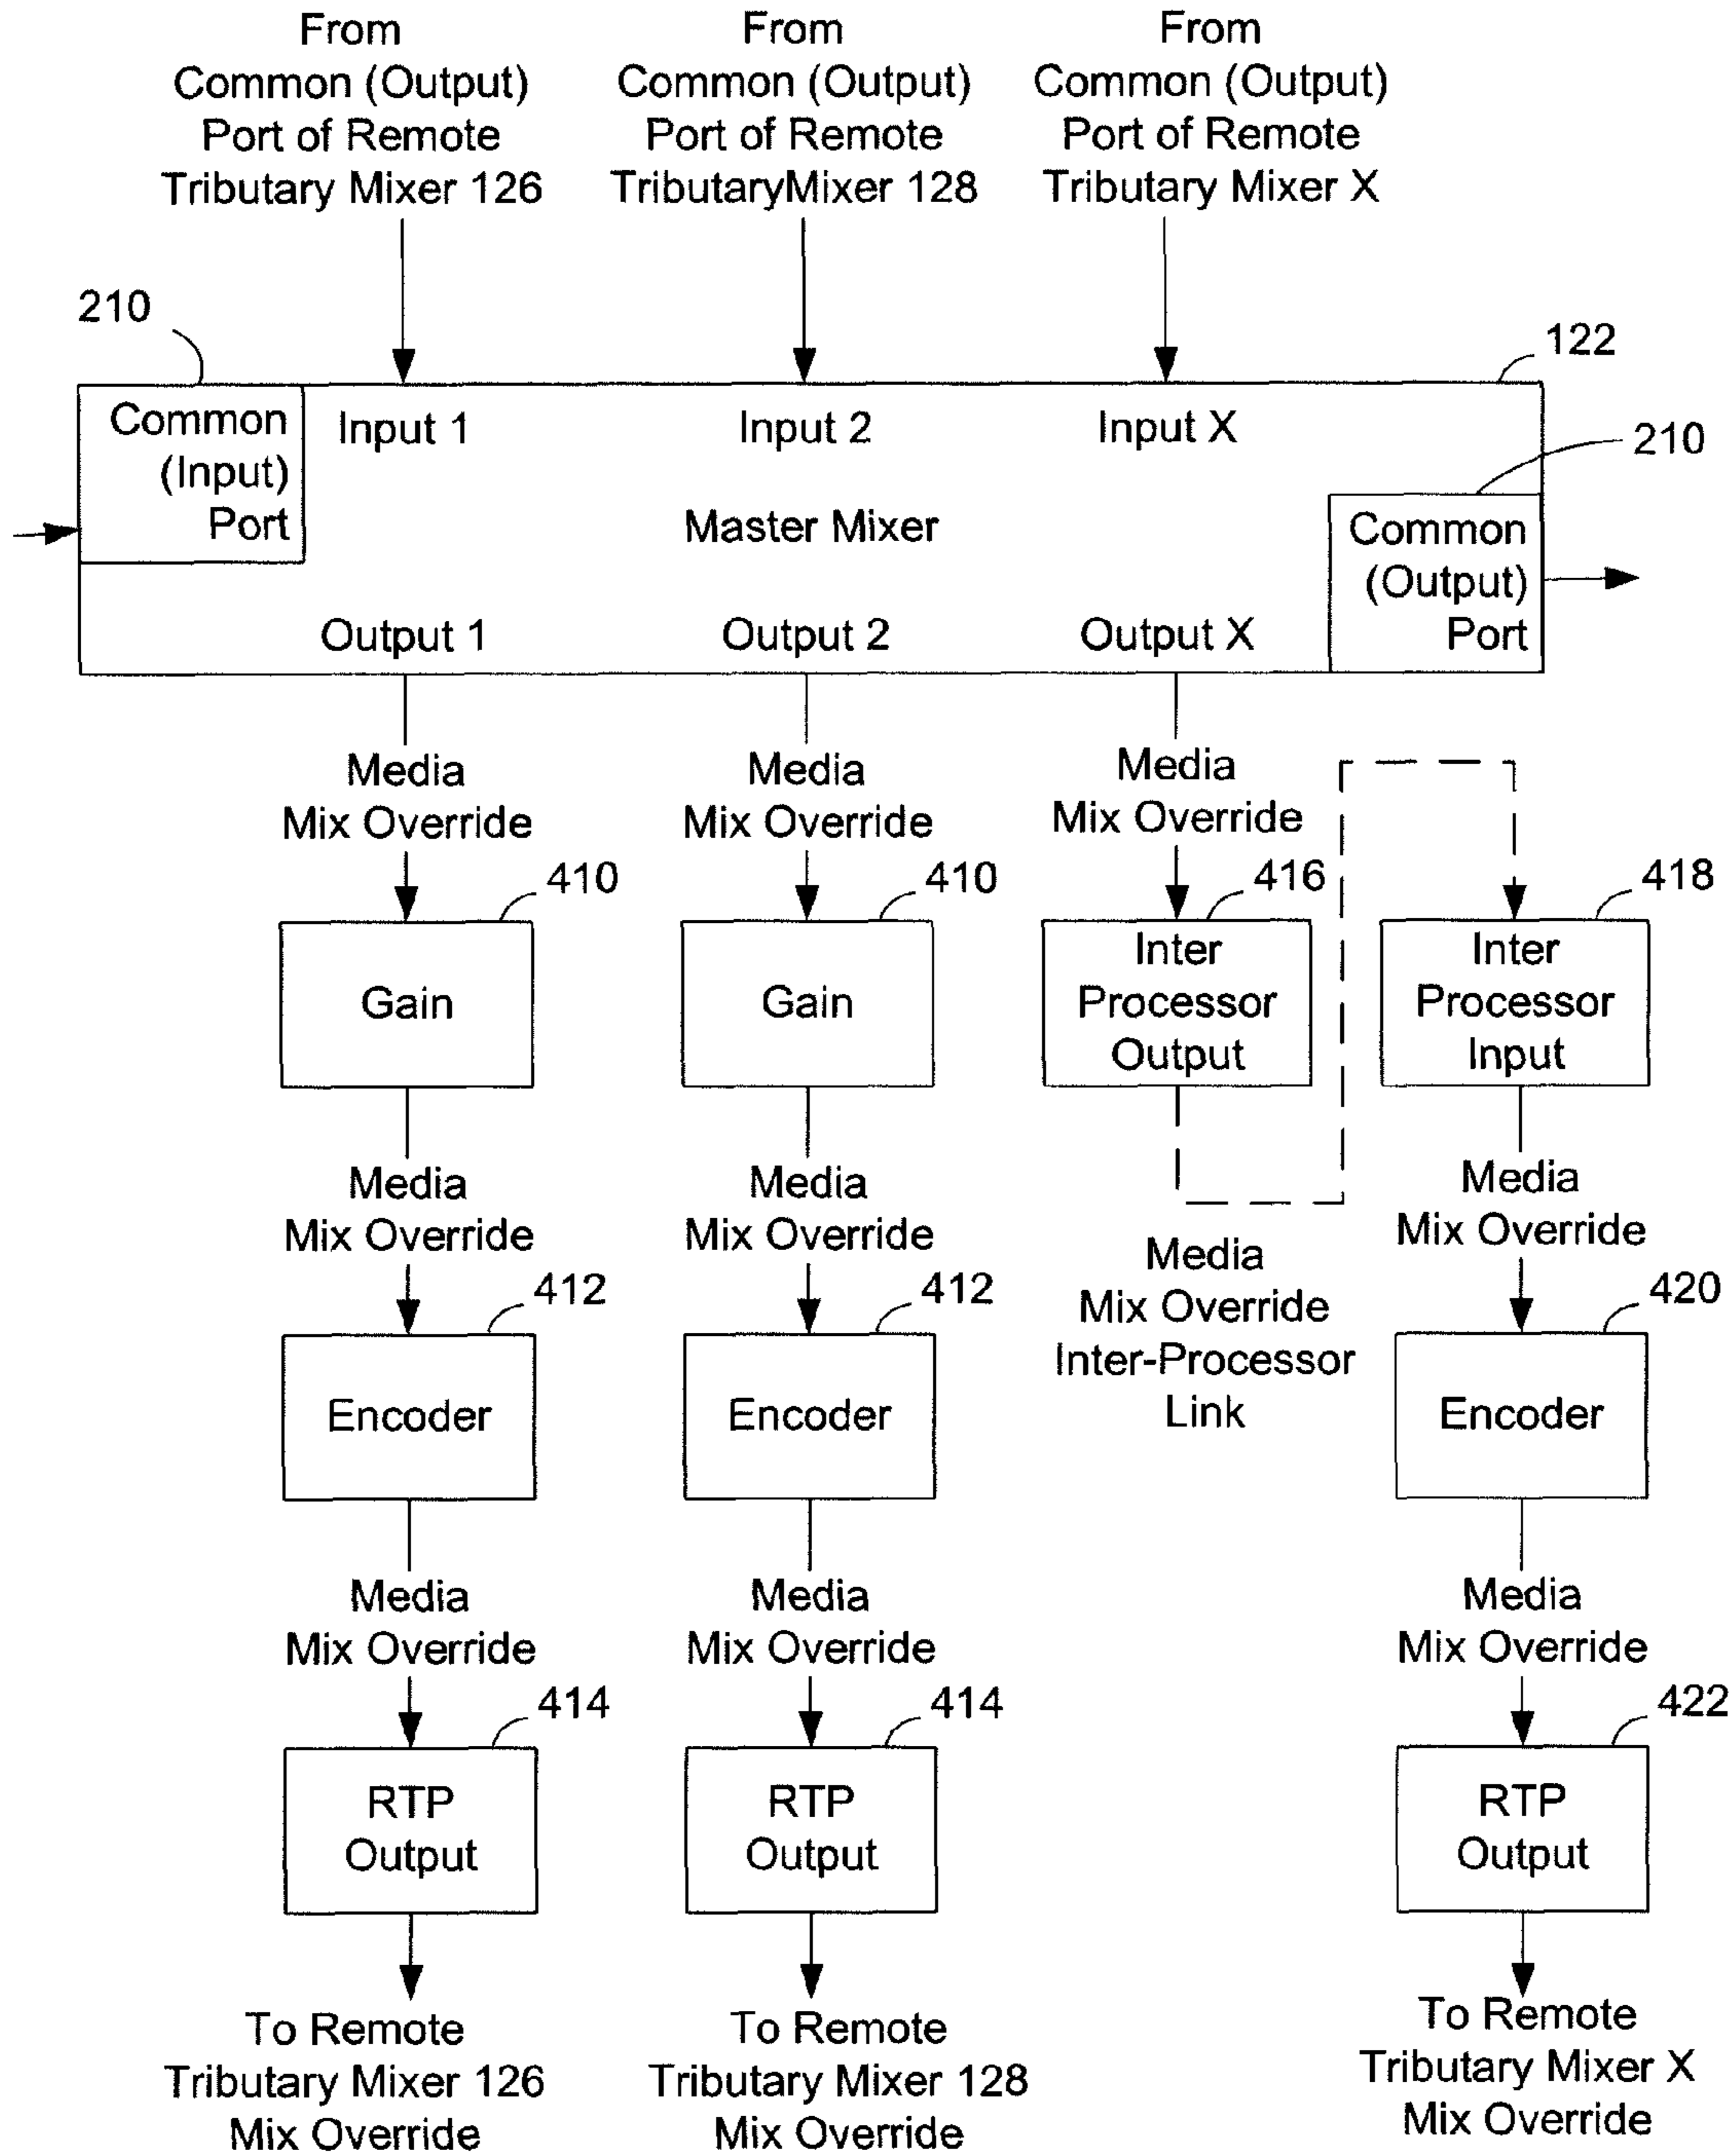 From
Common (Output)
Port of Remote
Tributary Mixer 126
From
Common (Output)
Port of Remote
TributaryMixer 128
From
Common (Output)
Port of Remote
Tributary Mixer X
210
122
Common
(Input)
Port
Input 1
Input 2
Input X
210
Master Mixer
Common
(Output)
Port
Output 1
Output 2
Output X
Media
Mix Override
Media
Mix Override
Media
Mix Override
410
410
416
418
Gain
Gain
Inter
Processor
Output
Inter
Processor
Input
Media
Mix Override
Media
Mix Override
Media
Mix Override
Inter-Processor
Link
Media
Mix Override
412
412
420
Encoder
Encoder
Encoder
Media
Mix Override
Media
Mix Override
Media
Mix Override
414
414
422
RTP
Output
RTP
Output
RTP
Output
To Remote
Tributary Mixer 126
Mix Override
To Remote
Tributary Mixer 128
Mix Override
To Remote
Tributary Mixer X
Mix Override